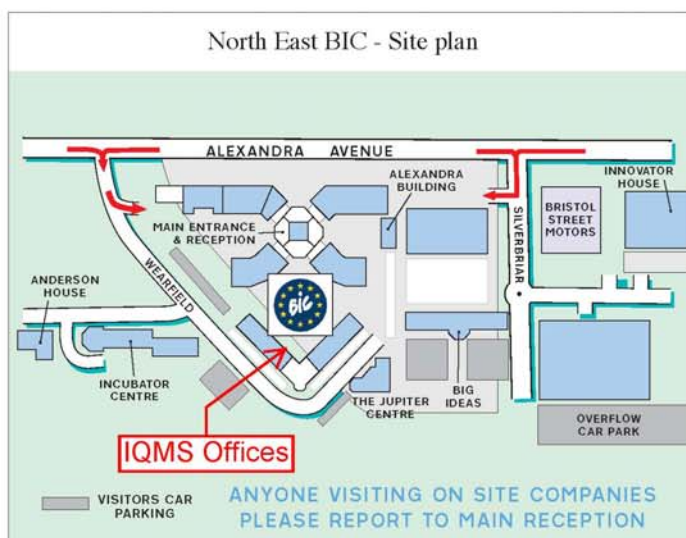 North East BIC - Site plan
ALEXANDRA AVENUE
ALEXANDRA
BUILDING
INNOVATOR
HOUSE
BRISTOL
STREET
MOTORS
MAIN ENTRANCE
& RECEPTION
SILVERBRIAR
WEARFIELD
ANDERSON
HOUSE
BIC
INCUBATOR
CENTRE
THE JUPITER
CENTRE
BIG
IDEAS
OVERFLOW
CAR PARK
IQMS Offices
VISITORS CAR
PARKING
ANYONE VISITING ON SITE COMPANIES
PLEASE REPORT TO MAIN RECEPTION